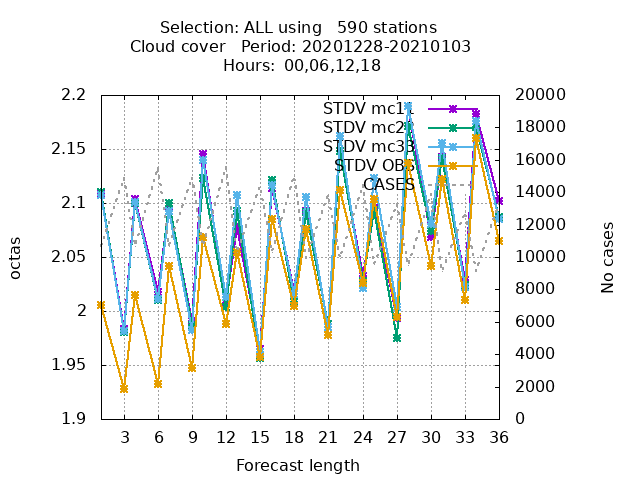 Selection: ALL using   590 stations
Cloud cover   Period: 20201228-20210103
Hours: 00,06,12,18
2.2
2.15
2.1
2.05
2
1.95
1.9
octas
20000
18000
16000
14000
12000
10000
8000
6000
4000
2000
0
No cases
STDV mc11
STDV mc22
STDV mc33
STDV OBS
CASES
3 6 9 12 15 18 21 24 27 30 33 36
Forecast length